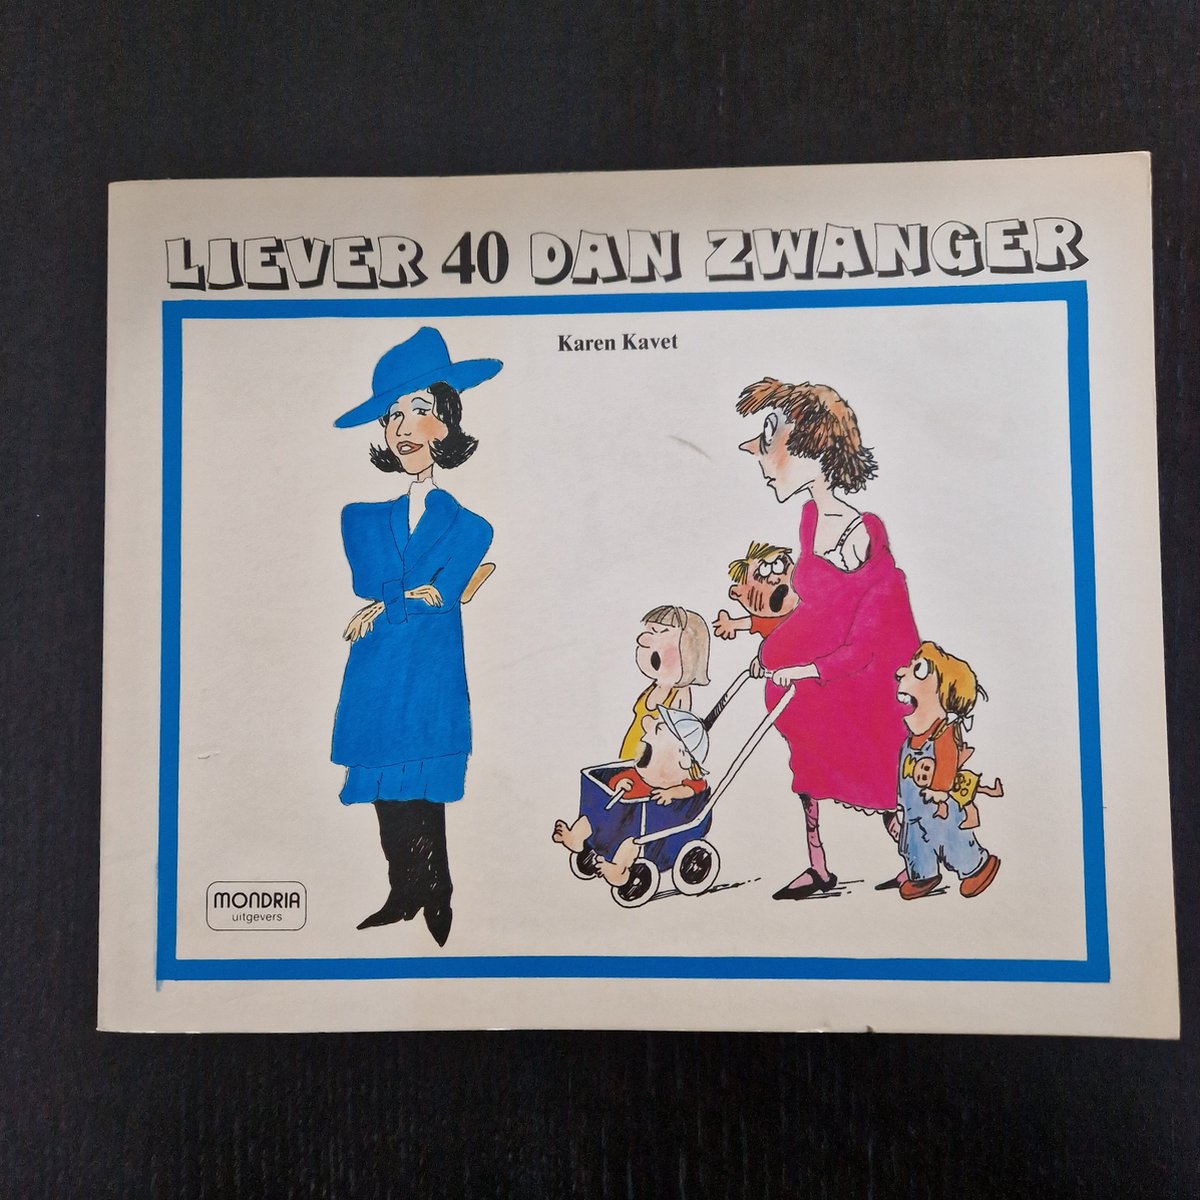 LIEVER 40 DAN ZWANGER
Karen Kavet
MONDRIA
uitgevers